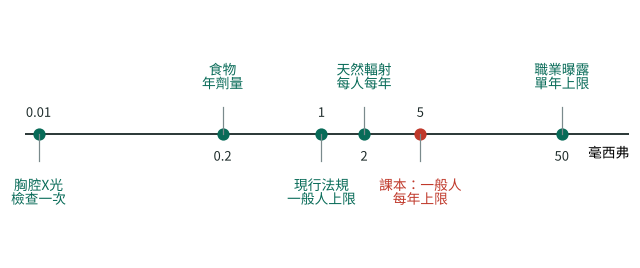 食物
年劑量
天然輻射
每人每年
職業曝露
單年上限
0.01
1
5
0.2
2
50
毫西弗
胸腔X光
檢查一次
現行法規
一般人上限
課本：一般人
每年上限